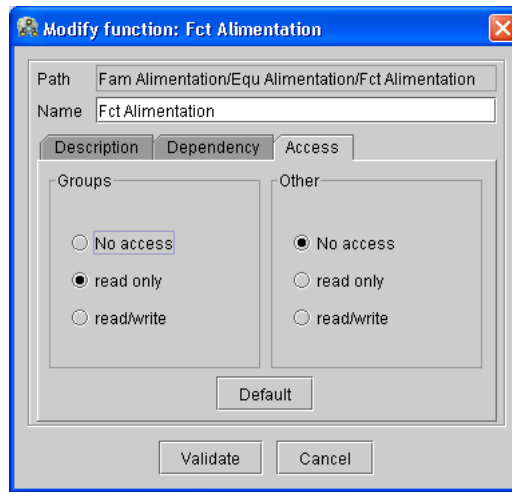 Modify function: Fct Alimentation
Path Fam Alimentation/Equ Alimentation/Fct Alimentation
Name Fct Alimentation
Description Dependency Access
Groups Other
No access No access
read only read only
read/write read/write
Default
Validate Cancel